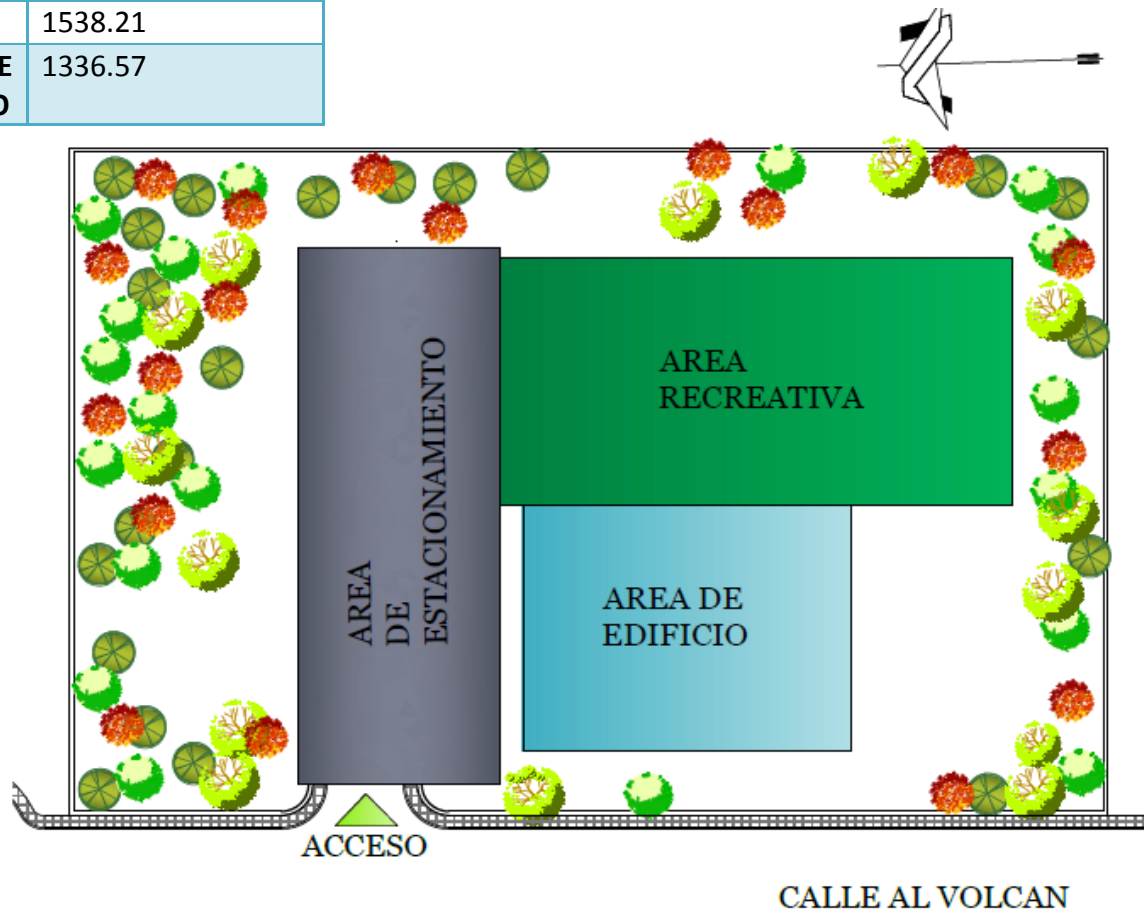 1538.21
E 1336.57
O
AREA
RECREATIVA
AREA
DE
ESTACIONAMIENTO
AREA DE
EDIFICIO
ACCESO
CALLE AL VOLCAN